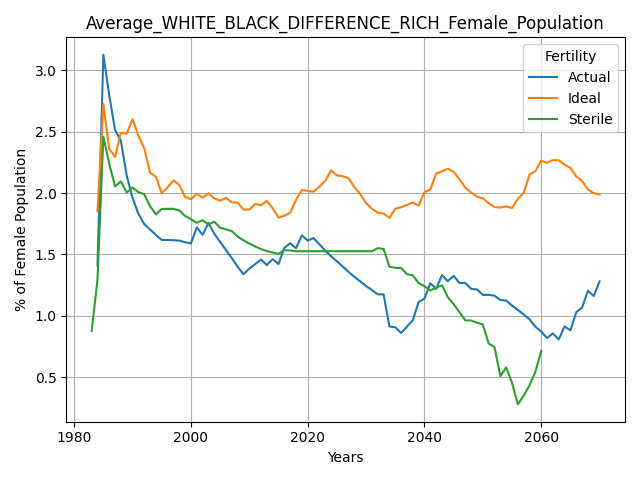 Average_WHITE_BLACK_DIFFERENCE_RICH_Female_Population
Fertility
Actual
Ideal
Sterile
% of Female Population
3.0
2.5
2.0
1.5
1.0
0.5
1980
2000
2020
2040
2060
Years